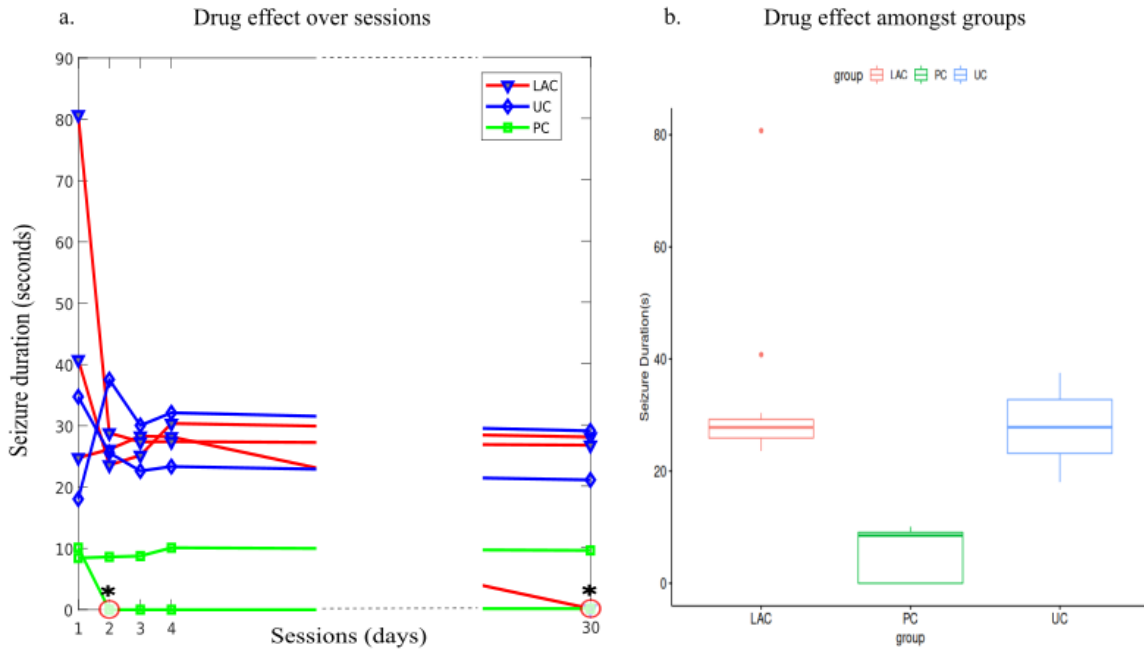 a.
Drug effect over sessions
90
80
70
60
50
40
30
20
10
0
Seizure duration (seconds)
LAC
UC
PC
*
*
1
2
3
4
30
Sessions (days)
b.
Drug effect amongst groups
group LAC PC UC
80
60
40
20
0
Seizure Duration(s)
LAC
PC
UC
group